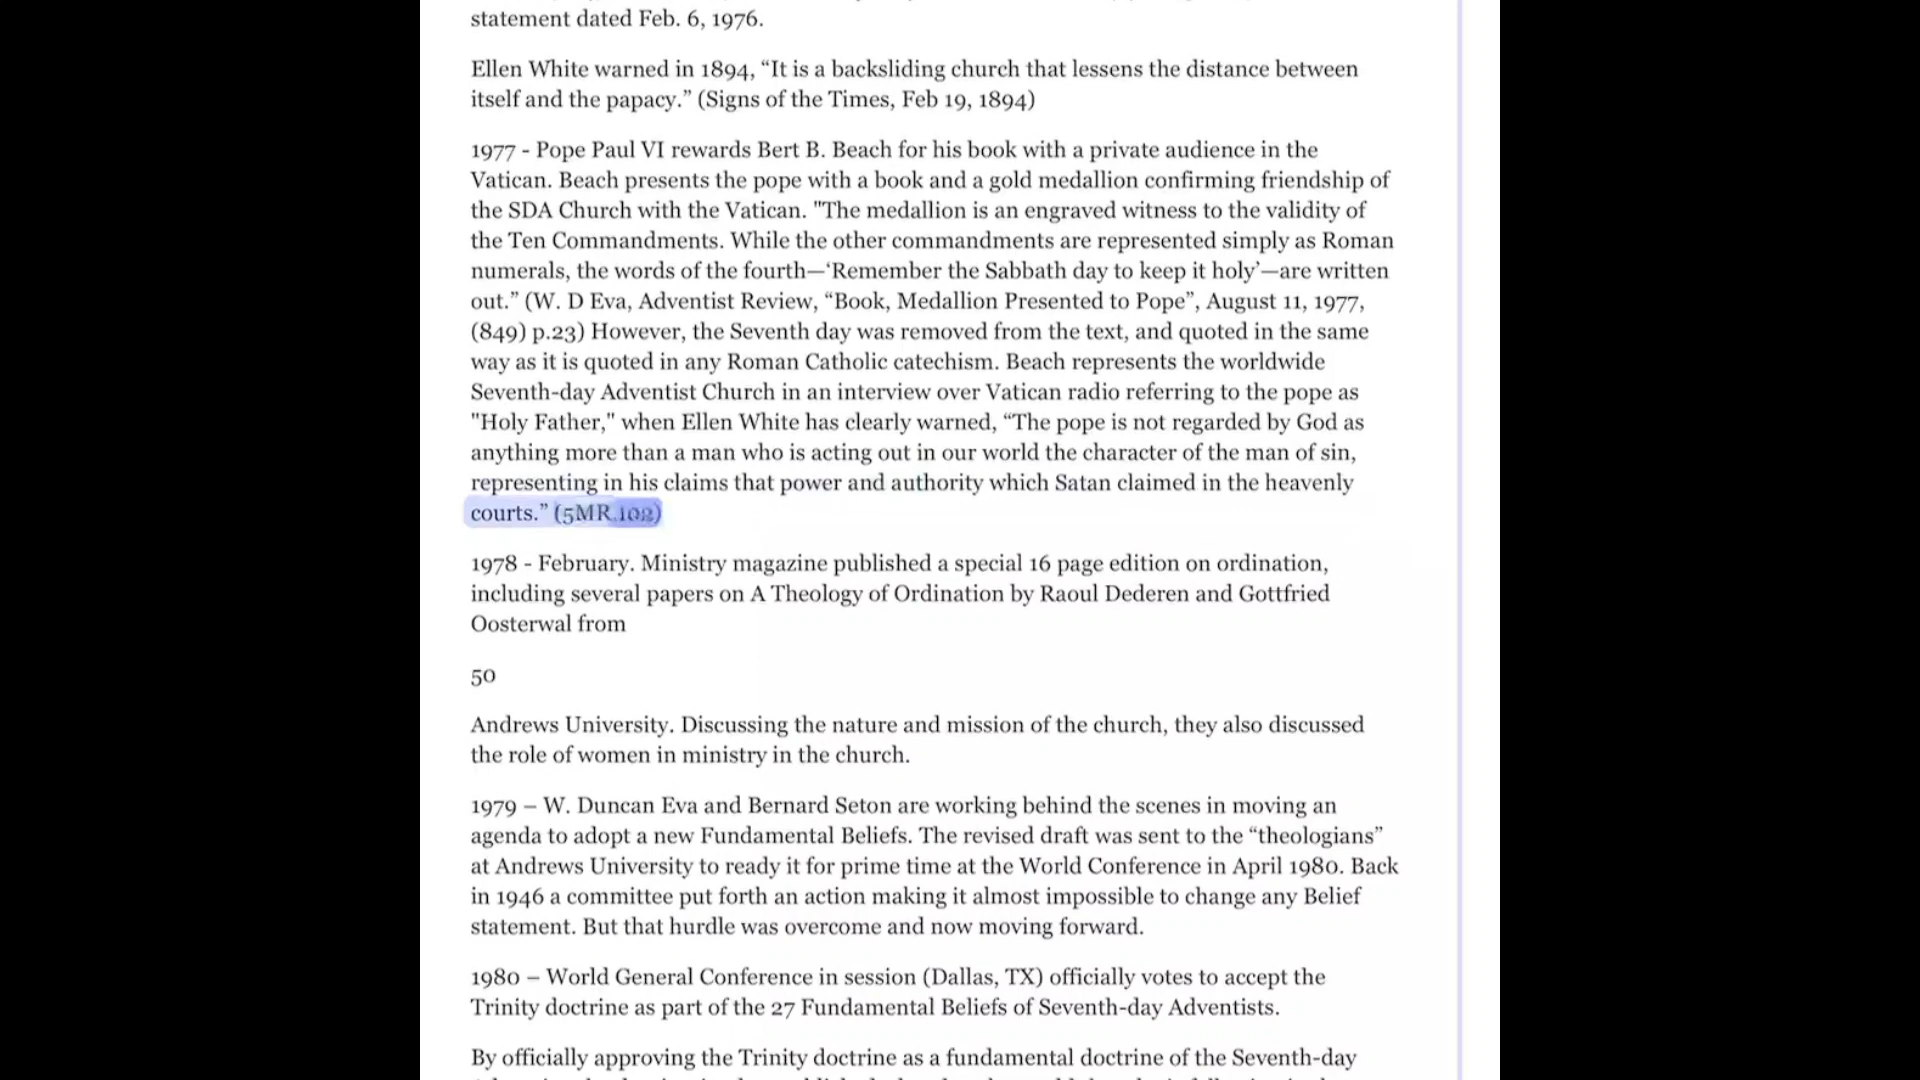 statement dated Feb. 6, 1976.
Ellen White warned in 1894, “It is a backsliding church that lessens the distance between
itself and the papacy.” (Signs of the Times, Feb 19, 1894)
1977 - Pope Paul VI rewards Bert B. Beach for his book with a private audience in the
Vatican. Beach presents the pope with a book and a gold medallion confirming friendship of
the SDA Church with the Vatican. "The medallion is an engraved witness to the validity of
the Ten Commandments. While the other commandments are represented simply as Roman
numerals, the words of the fourth—‘Remember the Sabbath day to keep it holy’—are written
out.” (W. D Eva, Adventist Review, “Book, Medallion Presented to Pope”, August 11, 1977,
(849) p.23) However, the Seventh day was removed from the text, and quoted in the same
way as it is quoted in any Roman Catholic catechism. Beach represents the worldwide
Seventh-day Adventist Church in an interview over Vatican radio referring to the pope as
"Holy Father," when Ellen White has clearly warned, “The pope is not regarded by God as
anything more than a man who is acting out in our world the character of the man of sin,
representing in his claims that power and authority which Satan claimed in the heavenly
courts.” (5MR.102)
1978 - February. Ministry magazine published a special 16 page edition on ordination,
including several papers on A Theology of Ordination by Raoul Dederen and Gottfried
Oosterwal from
50
Andrews University. Discussing the nature and mission of the church, they also discussed
the role of women in ministry in the church.
1979 – W. Duncan Eva and Bernard Seton are working behind the scenes in moving an
agenda to adopt a new Fundamental Beliefs. The revised draft was sent to the “theologians”
at Andrews University to ready it for prime time at the World Conference in April 1980. Back
in 1946 a committee put forth an action making it almost impossible to change any Belief
statement. But that hurdle was overcome and now moving forward.
1980 – World General Conference in session (Dallas, TX) officially votes to accept the
Trinity doctrine as part of the 27 Fundamental Beliefs of Seventh-day Adventists.
By officially approving the Trinity doctrine as a fundamental doctrine of the Seventh-day